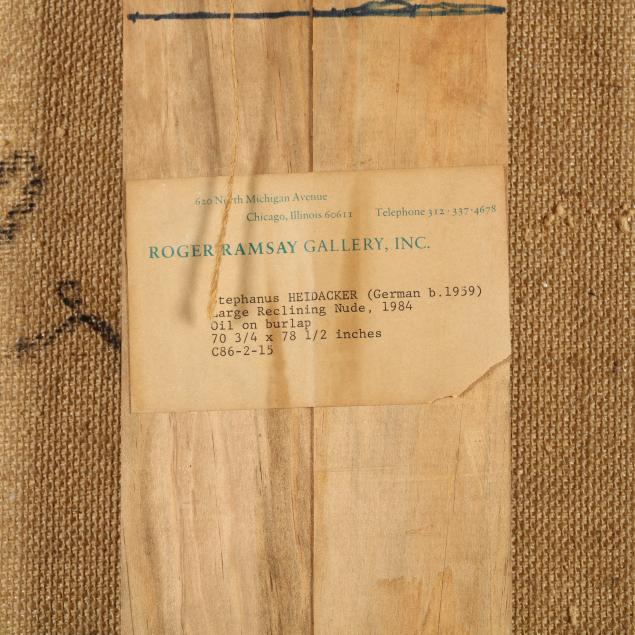 620 North Michigan Avenue
Chicago, Illinois 60611 Telephone 312·337·4678
ROGER RAMSAY GALLERY, INC.
Stephanus HEIDACKER (German b.1959)
Large Reclining Nude, 1984
Oil on burlap
70 3/4 x 78 1/2 inches
C86-2-15